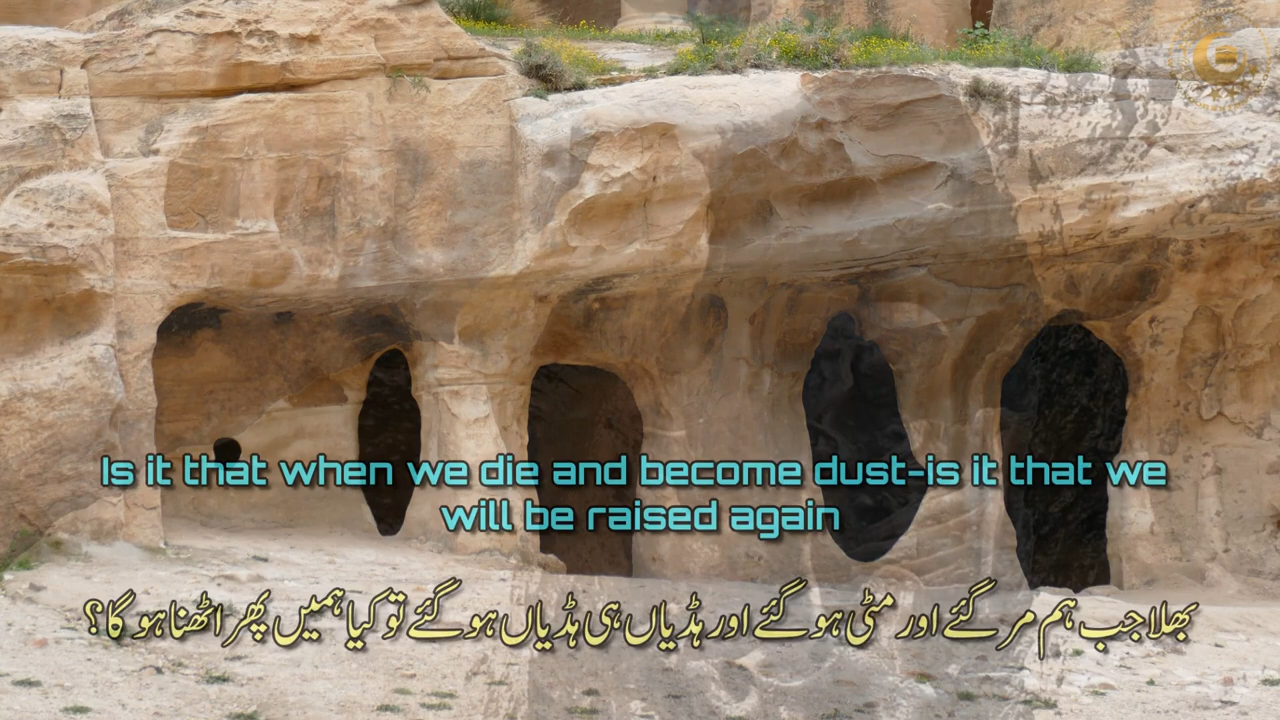 Is it that when we die and become dust-is it that we
will be raised again
بھلا جب ہم مر گئے اور مٹی ہو گئے اور ہڈیاں ہی ہڈیاں ہو گئے تو کیا ہمیں پھر اٹھنا ہو گا؟